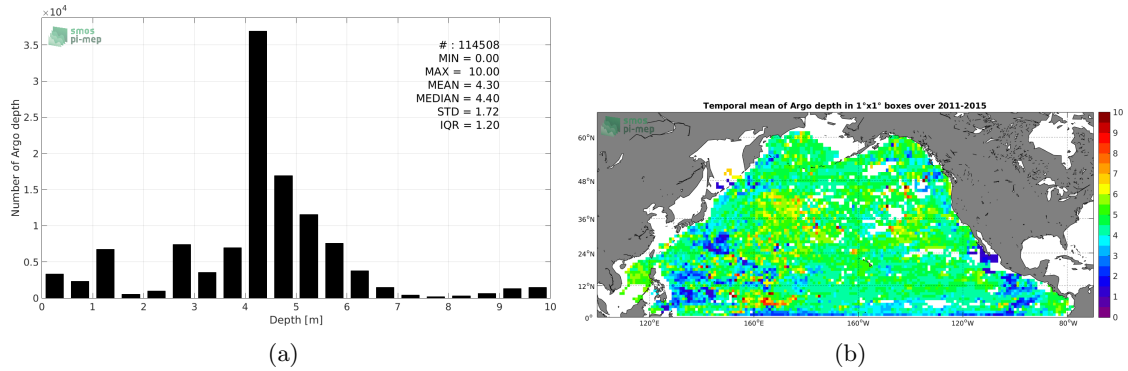 ×10⁴
smos
pi-mep
# : 114508
MIN = 0.00
MAX = 10.00
MEAN = 4.30
MEDIAN = 4.40
STD = 1.72
IQR = 1.20
Number of Argo depth
3.5
3
2.5
2
1.5
1
0.5
0
0 1 2 3 4 5 6 7 8 9 10
Depth [m]
(a)
Temporal mean of Argo depth in 1°x1° boxes over 2011-2015
smos
pi-mep
60°N
48°N
36°N
24°N
12°N
0°
120°E 160°E 160°W 120°W 80°W
10
9
8
7
6
5
4
3
2
1
0
(b)